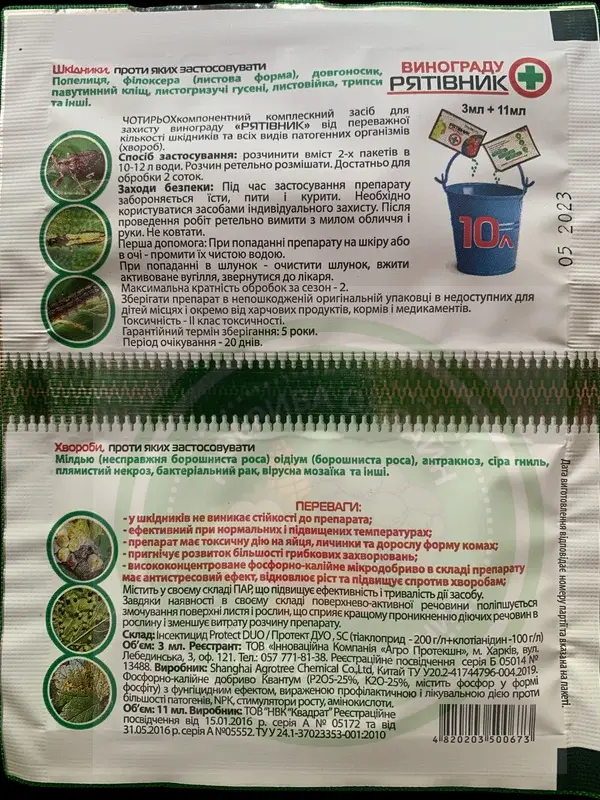 Шкідники, проти яких застосовувати
Попелиця, філоксера (листова форма), довгоносик,
павутинний кліщ, листогризучі гусені, листовійка, трипси
та інші.
ВИНОГРАДУ
РЯТІВНИК
3мл + 11мл
ЧОТИРЬОХкомпонентний комплескний засіб для
захисту винограду «РЯТІВНИК» від переважної
кількості шкідників та всіх видів патогенних організмів
(хвороб).
Спосіб застосування: розчинити вміст 2-х пакетів в
10-12 л води. Розчин ретельно розмішати. Достатньо для
обробки 2 соток.
Заходи безпеки: Під час застосування препарату
забороняється їсти, пити і курити. Необхідно
користуватися засобами індивідуального захисту. Після
проведення робіт ретельно вимити з милом обличчя і
руки. Не ковтати.
Перша допомога: При попаданні препарату на шкіру або
в очі - промити їх чистою водою.
При попаданні в шлунок - очистити шлунок, вжити
активоване вугілля, звернутися до лікаря.
Максимальна кратність обробок за сезон - 2.
Зберігати препарат в непошкодженій оригінальній упаковці в недоступних для
дітей місцях і окремо від харчових продуктів, кормів і медикаментів.
Токсичність - ІІ клас токсичності.
Гарантійний термін зберігання: 5 роки.
Період очікування - 20 днів.
10л
05 2023
Хвороби, проти яких застосовувати
Мілдью (несправжня борошниста роса) оідіум (борошниста роса), антракноз, сіра гниль,
плямистий некроз, бактеріальний рак, вірусна мозаїка та інші.
ПЕРЕВАГИ:
- у шкідників не виникає стійкості до препарата;
- ефективний при нормальних і підвищених температурах;
- препарат має токсичну дію на яйця, личинки та дорослу форму комах;
- пригнічує розвиток більшості грибкових захворювань;
- висококонцентроване фосфорно-калійне мікродобриво в складі препарату
має антистресовий ефект, відновлює ріст та підвищує спротив хворобам;
Містить у своєму складі ПАР, що підвищує ефективність і тривалість дії засобу.
Завдяки наявності в своєму складі поверхнево-активної речовини поліпшується
змочування поверхні листя і рослин, що сприяє кращому проникненню діючих речовин в
рослину і зменшує витрату розчину препарату.
Склад: Інсектицид Protect DUO / Протект ДУО, SC (тіаклоприд - 200 г/л+клотіанідин -100 г/л)
Об'єм: 3 мл. Реєстрант: ТОВ «Інноваційна Компанія «Агро Протекшн», м. Харків, вул.
Лебединська, 3, оф. 121. Тел: 057 771-81-38. Реєстраційне посвідчення серія Б 05014 №
13488. Виробник: Shanghai Agrotree Chemical Co.,Ltd, Китай ТУ У20.2-41744796-004.2019.
Фосфорно-калійне добриво Квантум (Р2О5-25%, К2О-25%, містить фосфор у формі
фосфіту) з фунгіцидним ефектом, вираженою профілактичною і лікувальною дією проти
більшості патогенів, NPK, стимулятори росту, амінокислоти.
Об'єм: 11 мл. Виробник: ТОВ "НВК "Квадрат" Реєстраційне
посвідчення від 15.01.2016 р. серія А № 05172 та від
31.05.2016 р. серія А №05552. ТУ У 24.1-37023353-001:2010
4820203500673
Дата виготовлення відповідає номеру партії та вказана на пакеті.